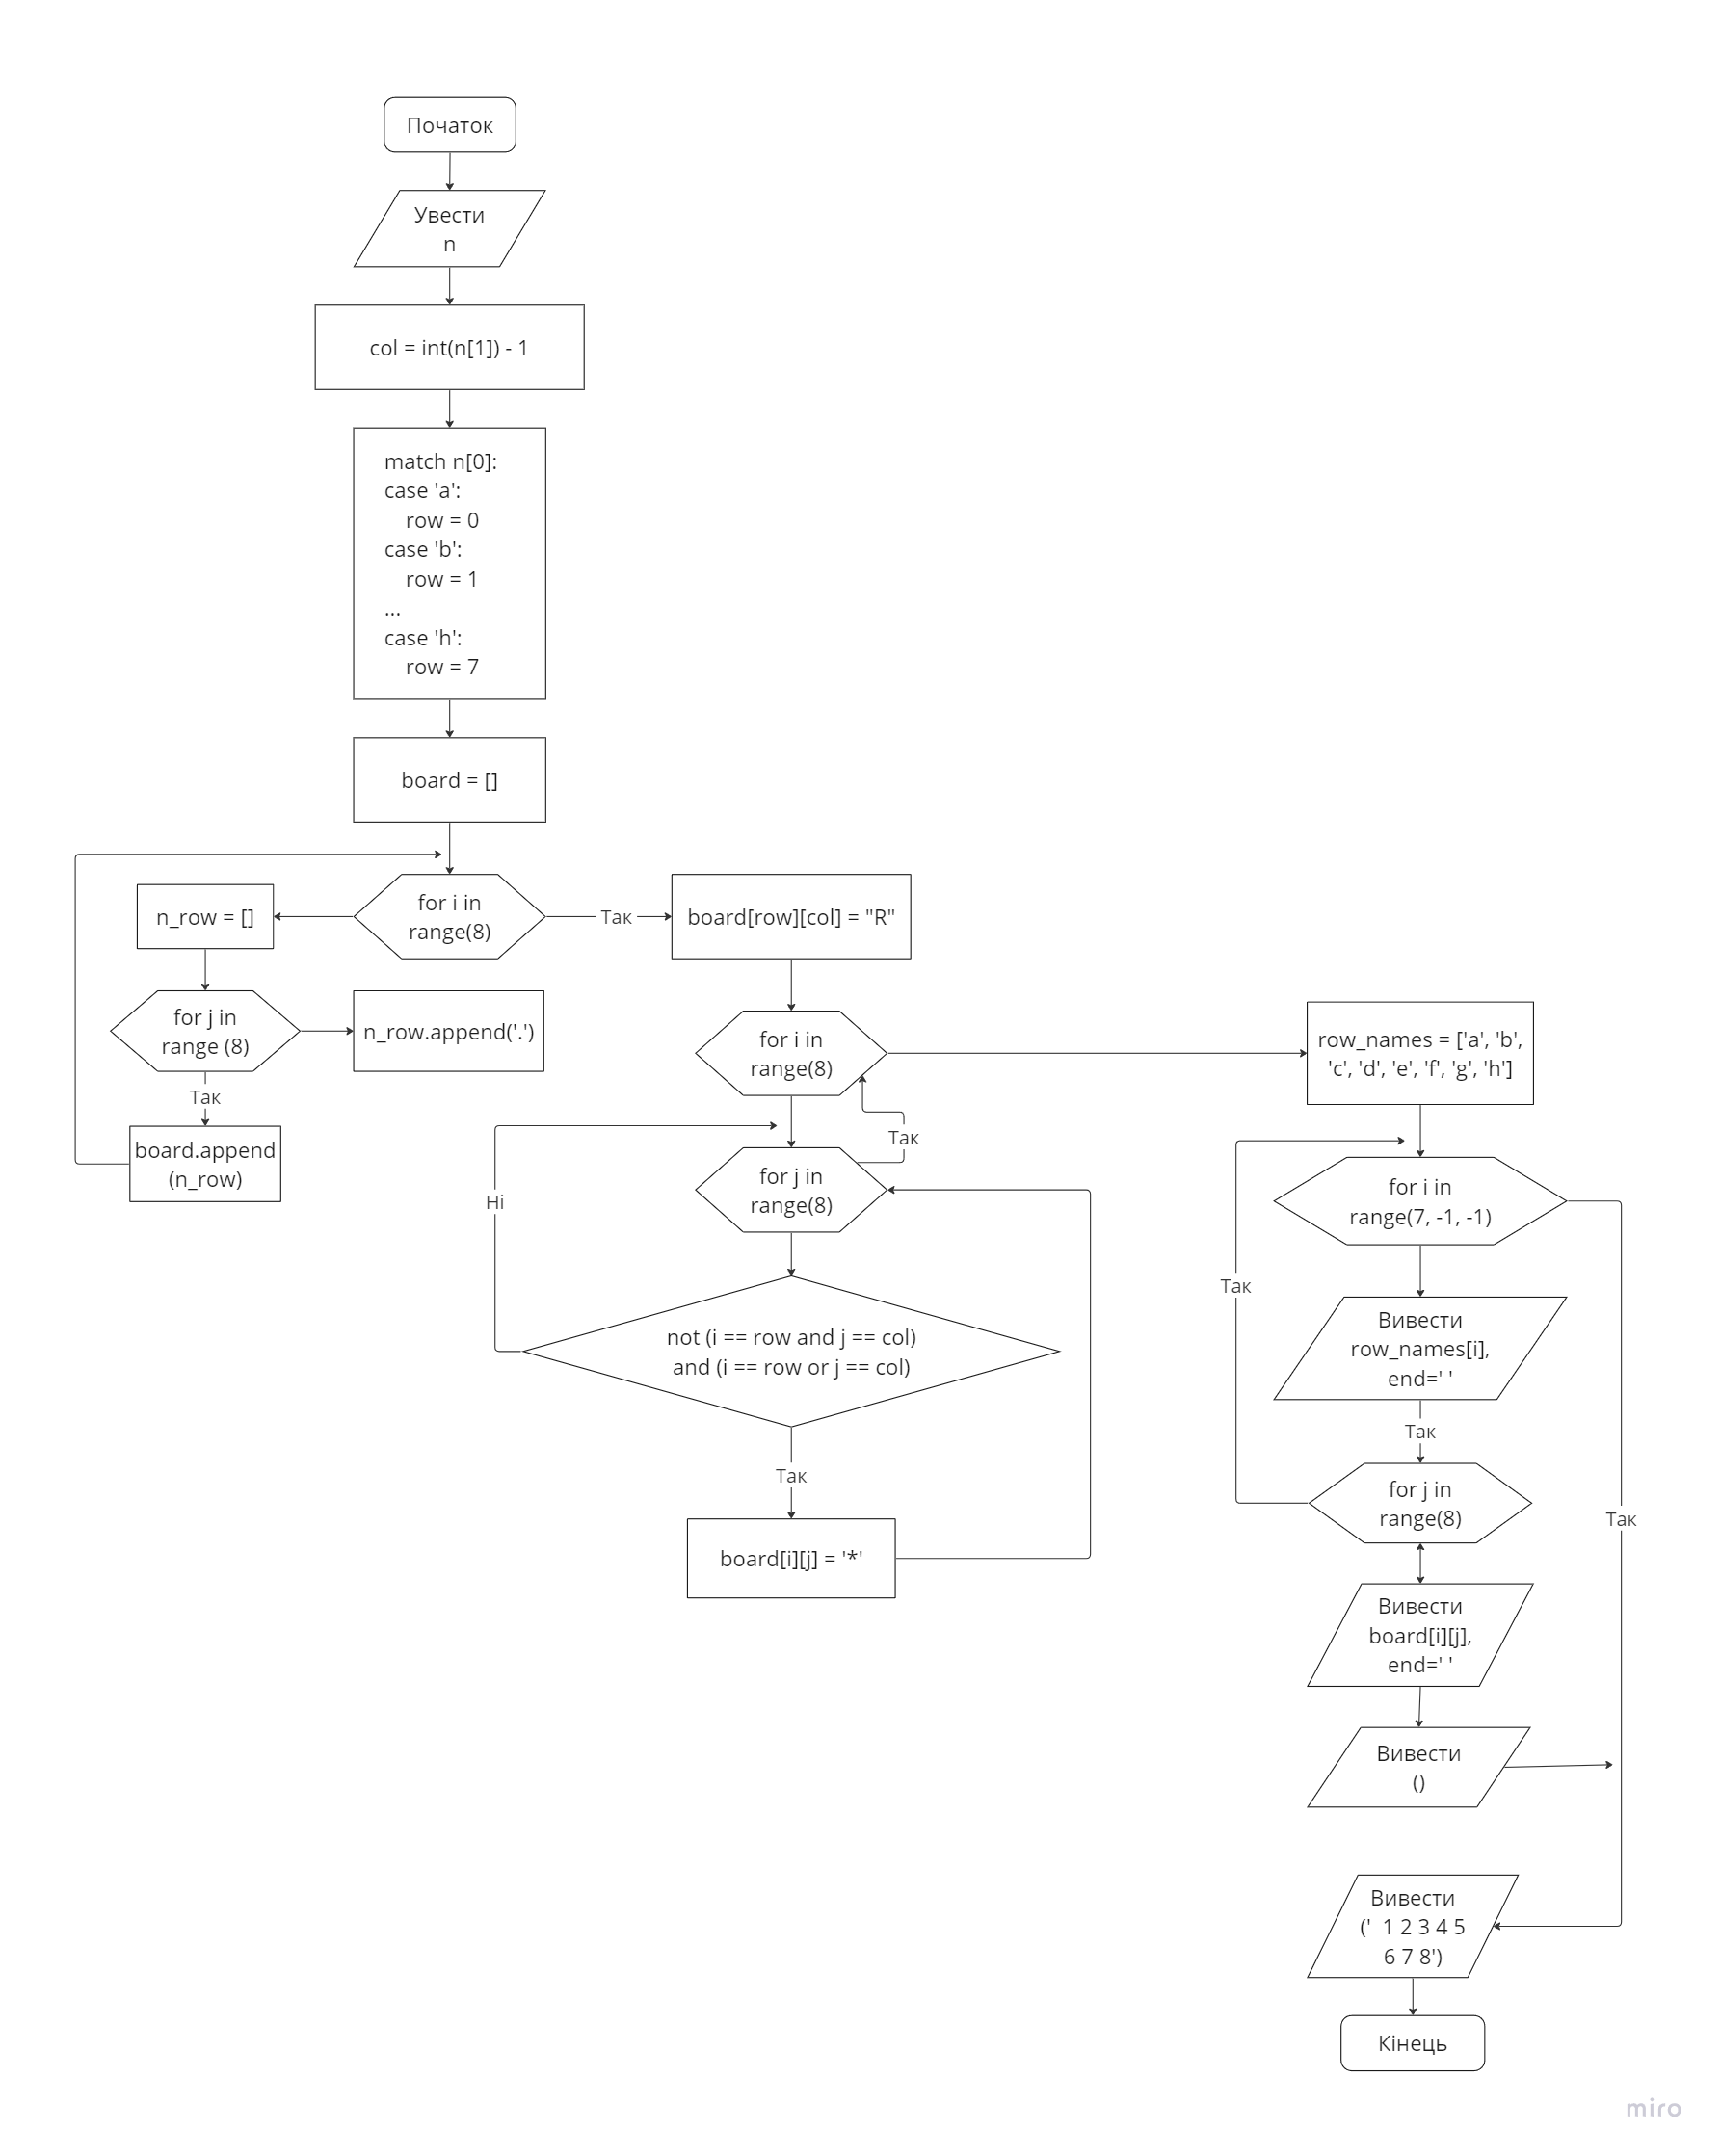 Початок
Увести
n
col = int(n[1]) - 1
match n[0]:
case 'a':
row = 0
case 'b':
row = 1
...
case 'h':
row = 7
board = []
for i in
range(8)
n_row = []
Так
board[row][col] = "R"
for j in
range (8)
n_row.append('.')
Так
board.append
(n_row)
for i in
range(8)
Так
for j in
range(8)
Ні
not (i == row and j == col)
and (i == row or j == col)
Так
board[i][j] = '*'
row_names = ['a', 'b',
'c', 'd', 'e', 'f', 'g', 'h']
for i in
range(7, -1, -1)
Так
Вивести
row_names[i],
end=' '
Так
for j in
range(8)
Так
Вивести
board[i][j],
end=' '
Вивести
()
Вивести
('  1 2 3 4 5
6 7 8')
Кінець
miro